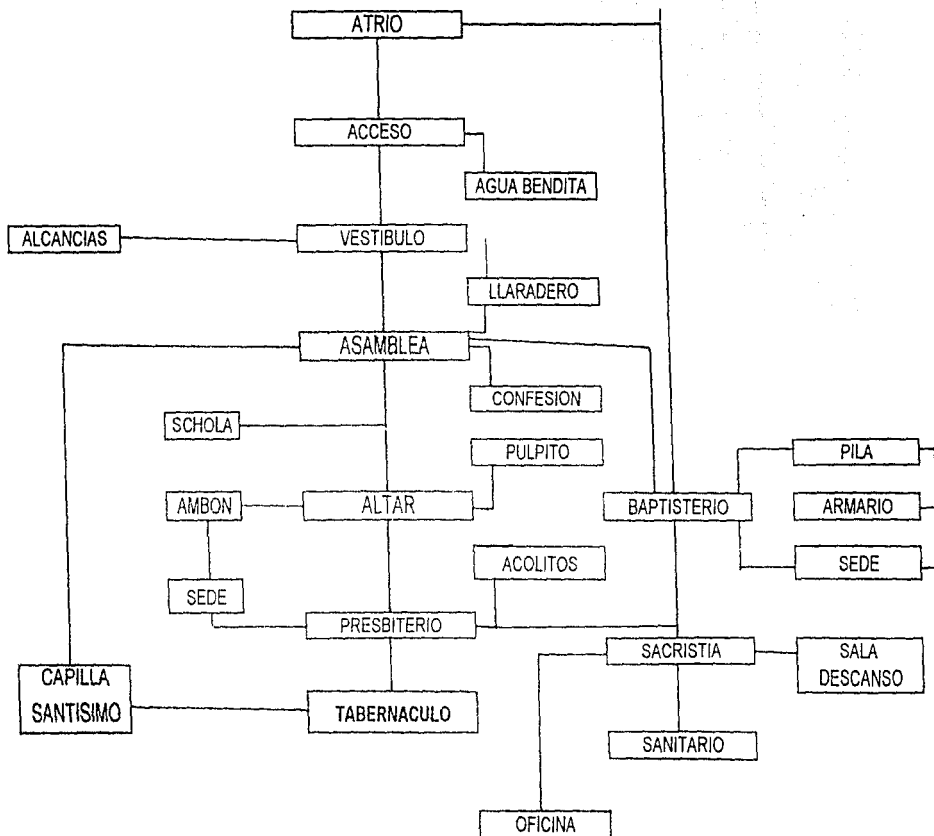 ATRIO
ACCESO
AGUA BENDITA
ALCANCIAS
VESTIBULO
LLARADERO
ASAMBLEA
CONFESION
SCHOLA
PULPITO
PILA
AMBON
ALTAR
BAPTISTERIO
ARMARIO
ACOLITOS
SEDE
SEDE
PRESBITERIO
SACRISTIA
SALA
DESCANSO
CAPILLA
SANTISIMO
TABERNACULO
SANITARIO
OFICINA